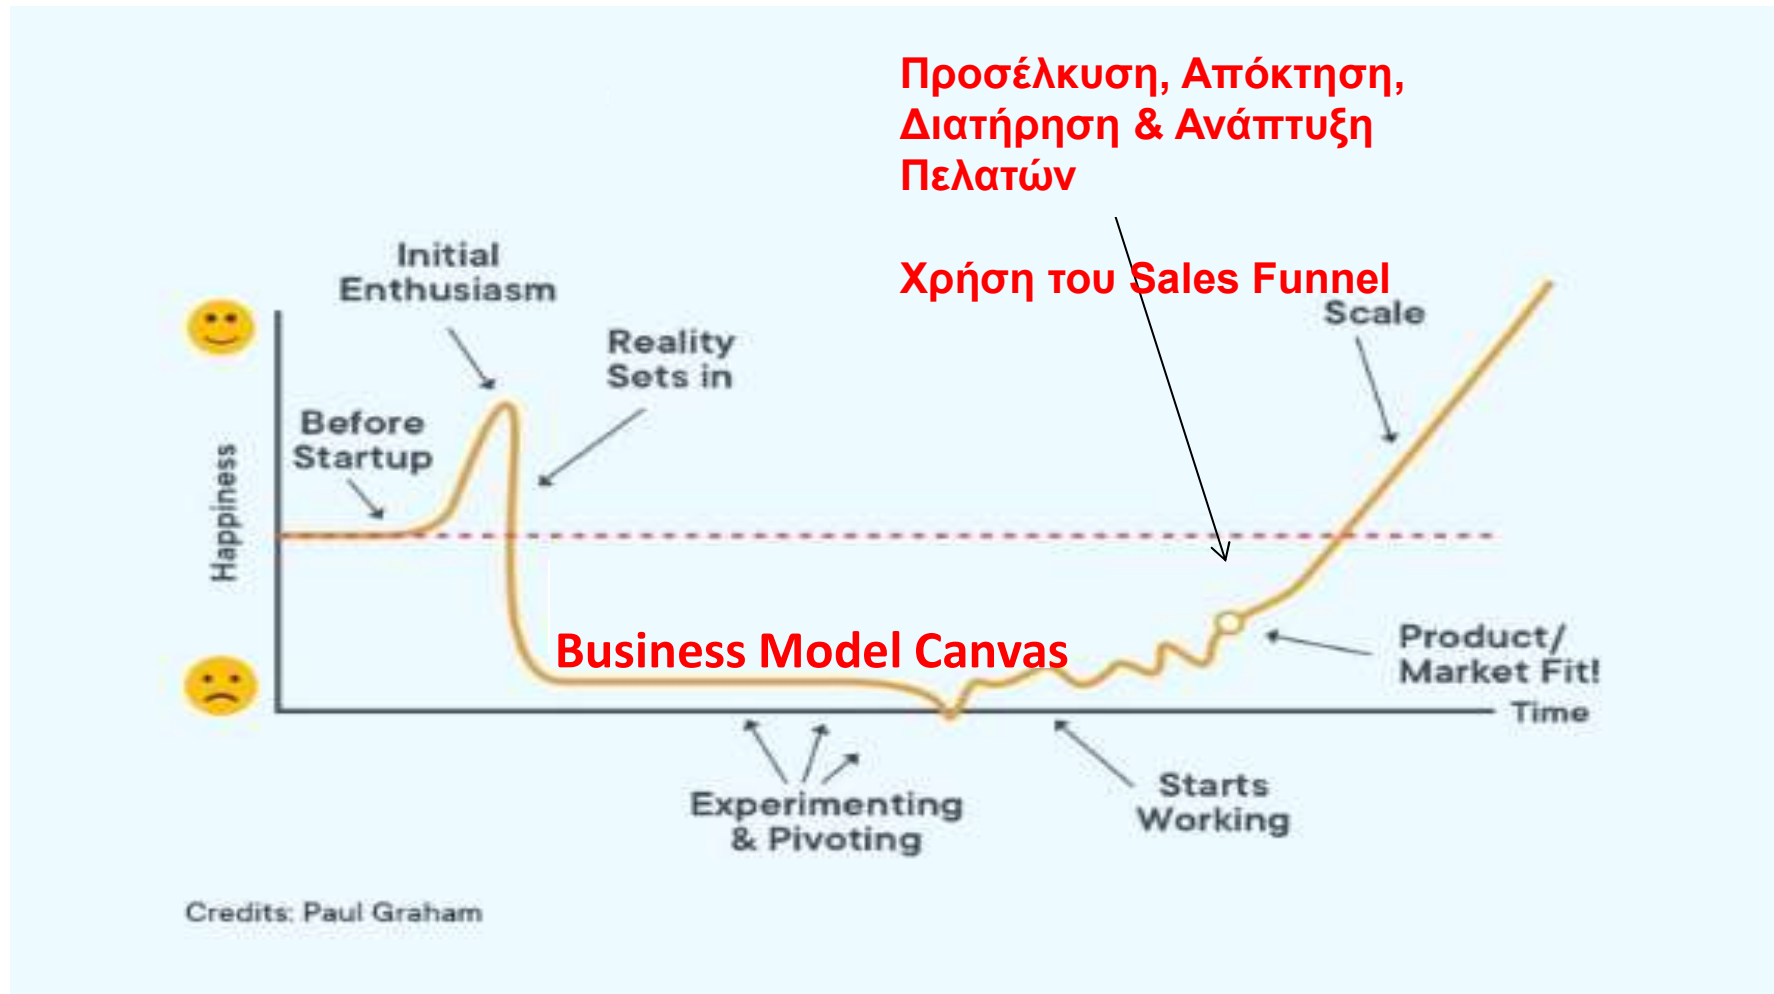 Προσέλκυση, Απόκτηση,
Διατήρηση & Ανάπτυξη
Πελατών
Χρήση του Sales Funnel
Initial
Enthusiasm
Scale
Reality
Sets in
Before
Startup
Happiness
Business Model Canvas
Product/
Market Fit!
Time
Experimenting
& Pivoting
Starts
Working
Credits: Paul Graham